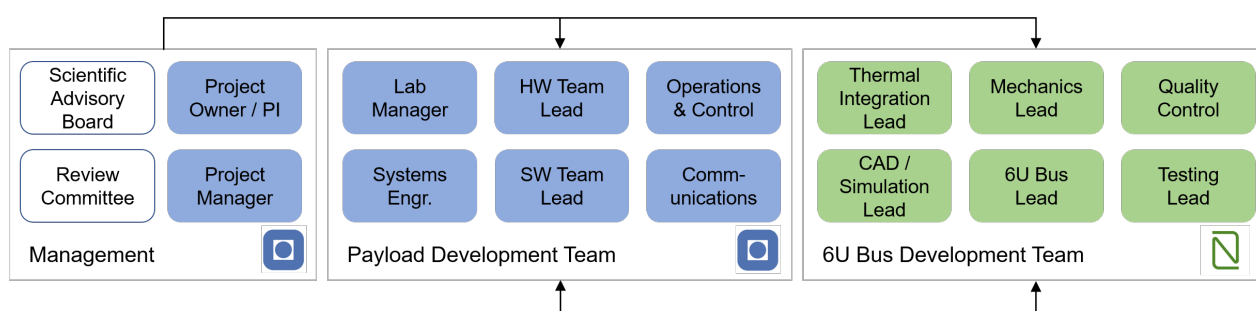 Scientific
Advisory
Board
Project
Owner / PI
Review
Committee
Project
Manager
Management
Lab
Manager
HW Team
Lead
Operations
& Control
Systems
Engr.
SW Team
Lead
Comm-
unications
Payload Development Team
Thermal
Integration
Lead
Mechanics
Lead
Quality
Control
CAD /
Simulation
Lead
6U Bus
Lead
Testing
Lead
6U Bus Development Team